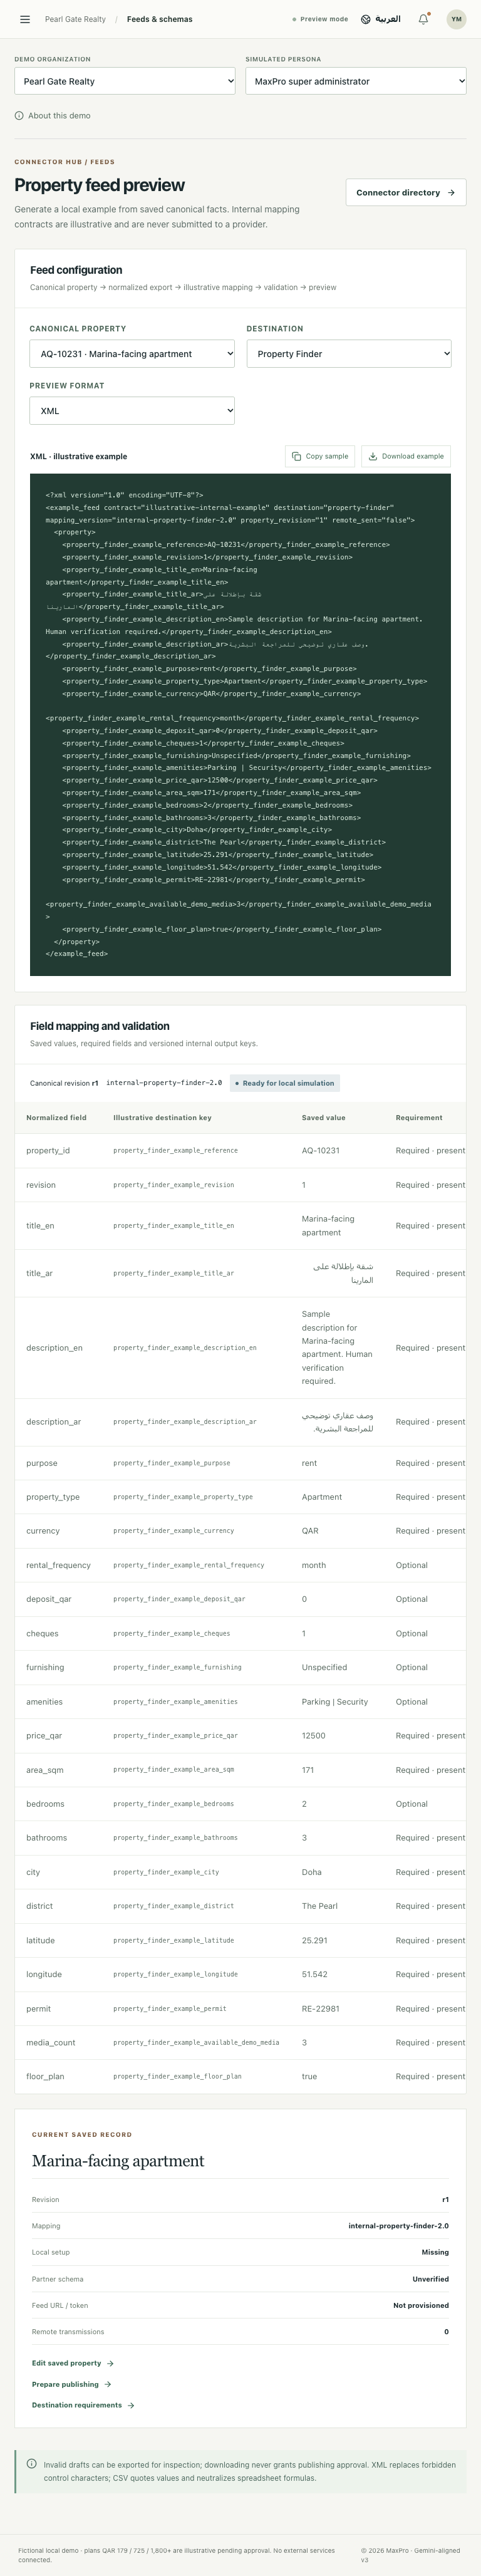 Pearl Gate Realty / Feeds & schemas
Preview mode
العربية
YM
DEMO ORGANIZATION
Pearl Gate Realty
SIMULATED PERSONA
MaxPro super administrator
About this demo
CONNECTOR HUB / FEEDS
Property feed preview
Generate a local example from saved canonical facts. Internal mapping
contracts are illustrative and are never submitted to a provider.
Connector directory →
Feed configuration
Canonical property → normalized export → illustrative mapping → validation → preview
CANONICAL PROPERTY
AQ-10231 · Marina-facing apartment
DESTINATION
Property Finder
PREVIEW FORMAT
XML
XML · illustrative example
Copy sample
Download example
<?xml version="1.0" encoding="UTF-8"?>
<example_feed contract="illustrative-internal-example" destination="property-finder"
mapping_version="internal-property-finder-2.0" property_revision="1" remote_sent="false">
<property>
<property_finder_example_reference>AQ-10231</property_finder_example_reference>
<property_finder_example_revision>1</property_finder_example_revision>
<property_finder_example_title_en>Marina-facing
apartment</property_finder_example_title_en>
<property_finder_example_title_ar>شقة بإطلالة على
المارينا</property_finder_example_title_ar>
<property_finder_example_description_en>Sample description for Marina-facing apartment.
Human verification required.</property_finder_example_description_en>
<property_finder_example_description_ar>وصف عقاري توضيحي للمراجعة البشرية.
</property_finder_example_description_ar>
<property_finder_example_purpose>rent</property_finder_example_purpose>
<property_finder_example_property_type>Apartment</property_finder_example_property_type>
<property_finder_example_currency>QAR</property_finder_example_currency>
<property_finder_example_rental_frequency>month</property_finder_example_rental_frequency>
<property_finder_example_deposit_qar>0</property_finder_example_deposit_qar>
<property_finder_example_cheques>1</property_finder_example_cheques>
<property_finder_example_furnishing>Unspecified</property_finder_example_furnishing>
<property_finder_example_amenities>Parking | Security</property_finder_example_amenities>
<property_finder_example_price_qar>12500</property_finder_example_price_qar>
<property_finder_example_area_sqm>171</property_finder_example_area_sqm>
<property_finder_example_bedrooms>2</property_finder_example_bedrooms>
<property_finder_example_bathrooms>3</property_finder_example_bathrooms>
<property_finder_example_city>Doha</property_finder_example_city>
<property_finder_example_district>The Pearl</property_finder_example_district>
<property_finder_example_latitude>25.291</property_finder_example_latitude>
<property_finder_example_longitude>51.542</property_finder_example_longitude>
<property_finder_example_permit>RE-22981</property_finder_example_permit>
<property_finder_example_available_demo_media>3</property_finder_example_available_demo_media
>
<property_finder_example_floor_plan>true</property_finder_example_floor_plan>
</property>
</example_feed>
Field mapping and validation
Saved values, required fields and versioned internal output keys.
Canonical revision r1 internal-property-finder-2.0 Ready for local simulation
Normalized field Illustrative destination key Saved value Requirement
property_id property_finder_example_reference AQ-10231 Required · present
revision property_finder_example_revision 1 Required · present
title_en property_finder_example_title_en Marina-facing
apartment Required · present
title_ar property_finder_example_title_ar شقة بإطلالة على
المارينا Required · present
description_en property_finder_example_description_en Sample
description for
Marina-facing
apartment. Human
verification
required. Required · present
description_ar property_finder_example_description_ar وصف عقاري توضيحي
للمراجعة البشرية. Required · present
purpose property_finder_example_purpose rent Required · present
property_type property_finder_example_property_type Apartment Required · present
currency property_finder_example_currency QAR Required · present
rental_frequency property_finder_example_rental_frequency month Optional
deposit_qar property_finder_example_deposit_qar 0 Optional
cheques property_finder_example_cheques 1 Optional
furnishing property_finder_example_furnishing Unspecified Optional
amenities property_finder_example_amenities Parking | Security Optional
price_qar property_finder_example_price_qar 12500 Required · present
area_sqm property_finder_example_area_sqm 171 Required · present
bedrooms property_finder_example_bedrooms 2 Optional
bathrooms property_finder_example_bathrooms 3 Required · present
city property_finder_example_city Doha Required · present
district property_finder_example_district The Pearl Required · present
latitude property_finder_example_latitude 25.291 Required · present
longitude property_finder_example_longitude 51.542 Required · present
permit property_finder_example_permit RE-22981 Required · present
media_count property_finder_example_available_demo_media 3 Required · present
floor_plan property_finder_example_floor_plan true Required · present
CURRENT SAVED RECORD
Marina-facing apartment
Revision r1
Mapping internal-property-finder-2.0
Local setup Missing
Partner schema Unverified
Feed URL / token Not provisioned
Remote transmissions 0
Edit saved property →
Prepare publishing →
Destination requirements →
Invalid drafts can be exported for inspection; downloading never grants publishing approval. XML replaces forbidden
control characters; CSV quotes values and neutralizes spreadsheet formulas.
Fictional local demo · plans QAR 179 / 725 / 1,800+ are illustrative pending approval. No external services
connected.
© 2026 MaxPro · Gemini-aligned
v3